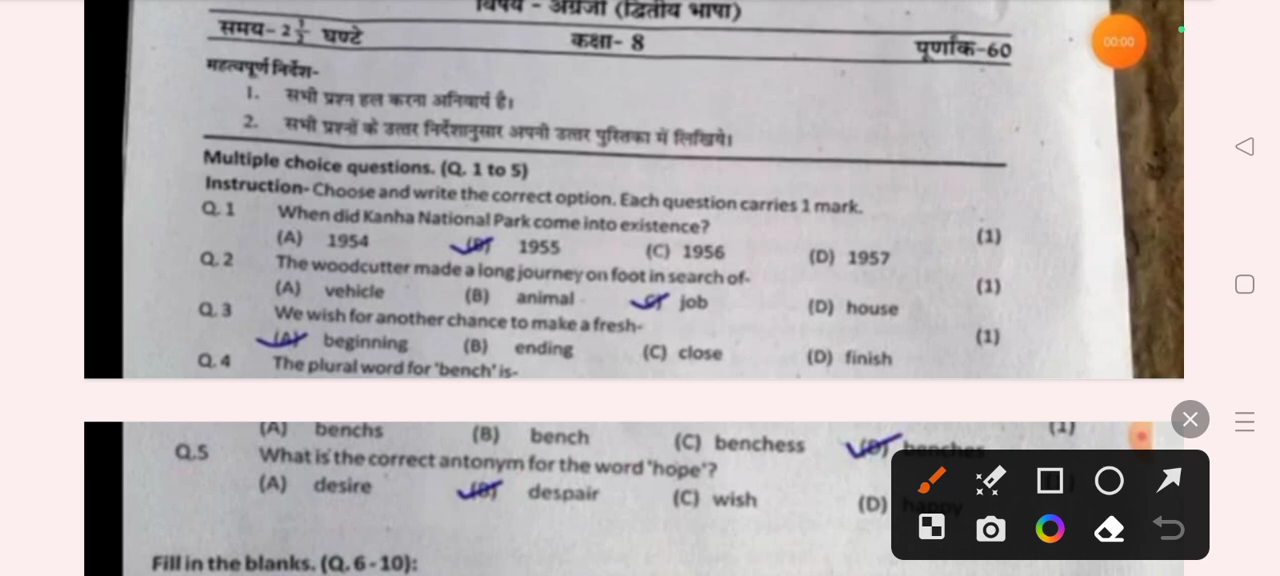 विषय - अंग्रेजी (द्वितीय भाषा)
समय- 2 1/2 घण्टे कक्षा- 8 पूर्णांक-60
00:00
महत्वपूर्ण निर्देश-
1. सभी प्रश्न हल करना अनिवार्य है।
2. सभी प्रश्नों के उत्तर निर्देशानुसार अपनी उत्तर पुस्तिका में लिखिये।
Multiple choice questions. (Q. 1 to 5)
Instruction- Choose and write the correct option. Each question carries 1 mark.
Q. 1 When did Kanha National Park come into existence? (1)
(A) 1954 (B) 1955 (C) 1956 (D) 1957
Q. 2 The woodcutter made a long journey on foot in search of- (1)
(A) vehicle (B) animal (C) job (D) house
Q. 3 We wish for another chance to make a fresh- (1)
(A) beginning (B) ending (C) close (D) finish
Q. 4 The plural word for 'bench' is-
(A) benchs (B) bench (C) benchess (D) benches (1)
Q.5 What is the correct antonym for the word 'hope'?
(A) desire (B) despair (C) wish (D) happy
Fill in the blanks. (Q. 6 - 10):